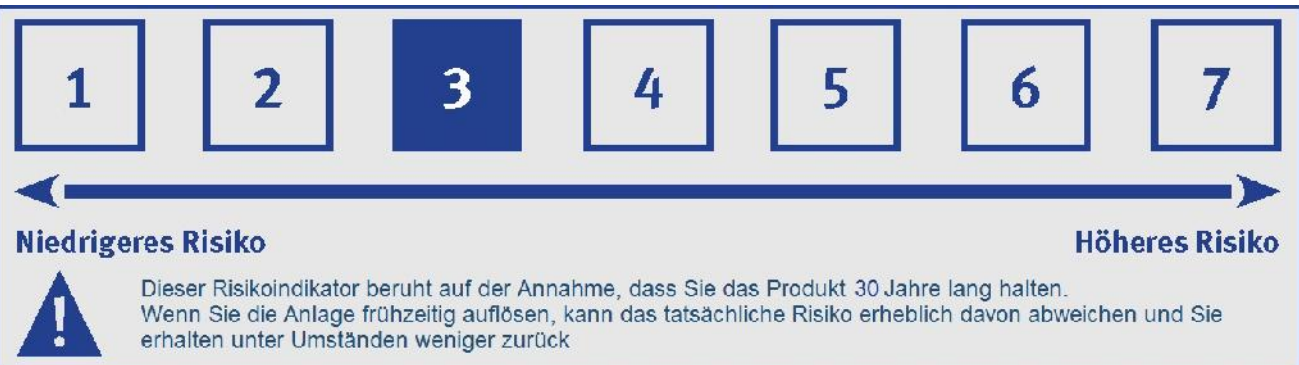 1 2 3 4 5 6 7
Niedrigeres Risiko Höheres Risiko
! Dieser Risikoindikator beruht auf der Annahme, dass Sie das Produkt 30 Jahre lang halten.
Wenn Sie die Anlage frühzeitig auflösen, kann das tatsächliche Risiko erheblich davon abweichen und Sie
erhalten unter Umständen weniger zurück